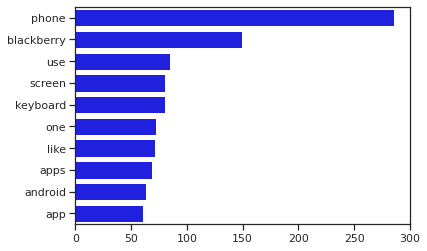 phone
blackberry
use
screen
keyboard
one
like
apps
android
app
0 50 100 150 200 250 300